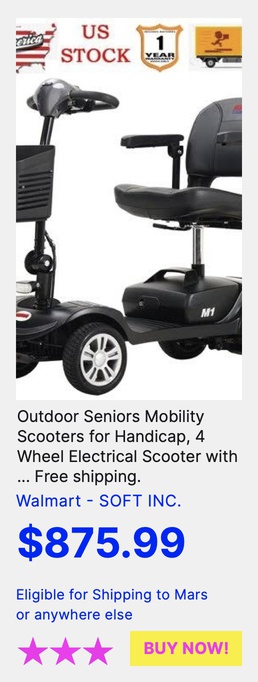 US
STOCK
1
YEAR
WARRANTY
M1
Outdoor Seniors Mobility
Scooters for Handicap, 4
Wheel Electrical Scooter with
... Free shipping.
Walmart - SOFT INC.
$875.99
Eligible for Shipping to Mars
or anywhere else
BUY NOW!